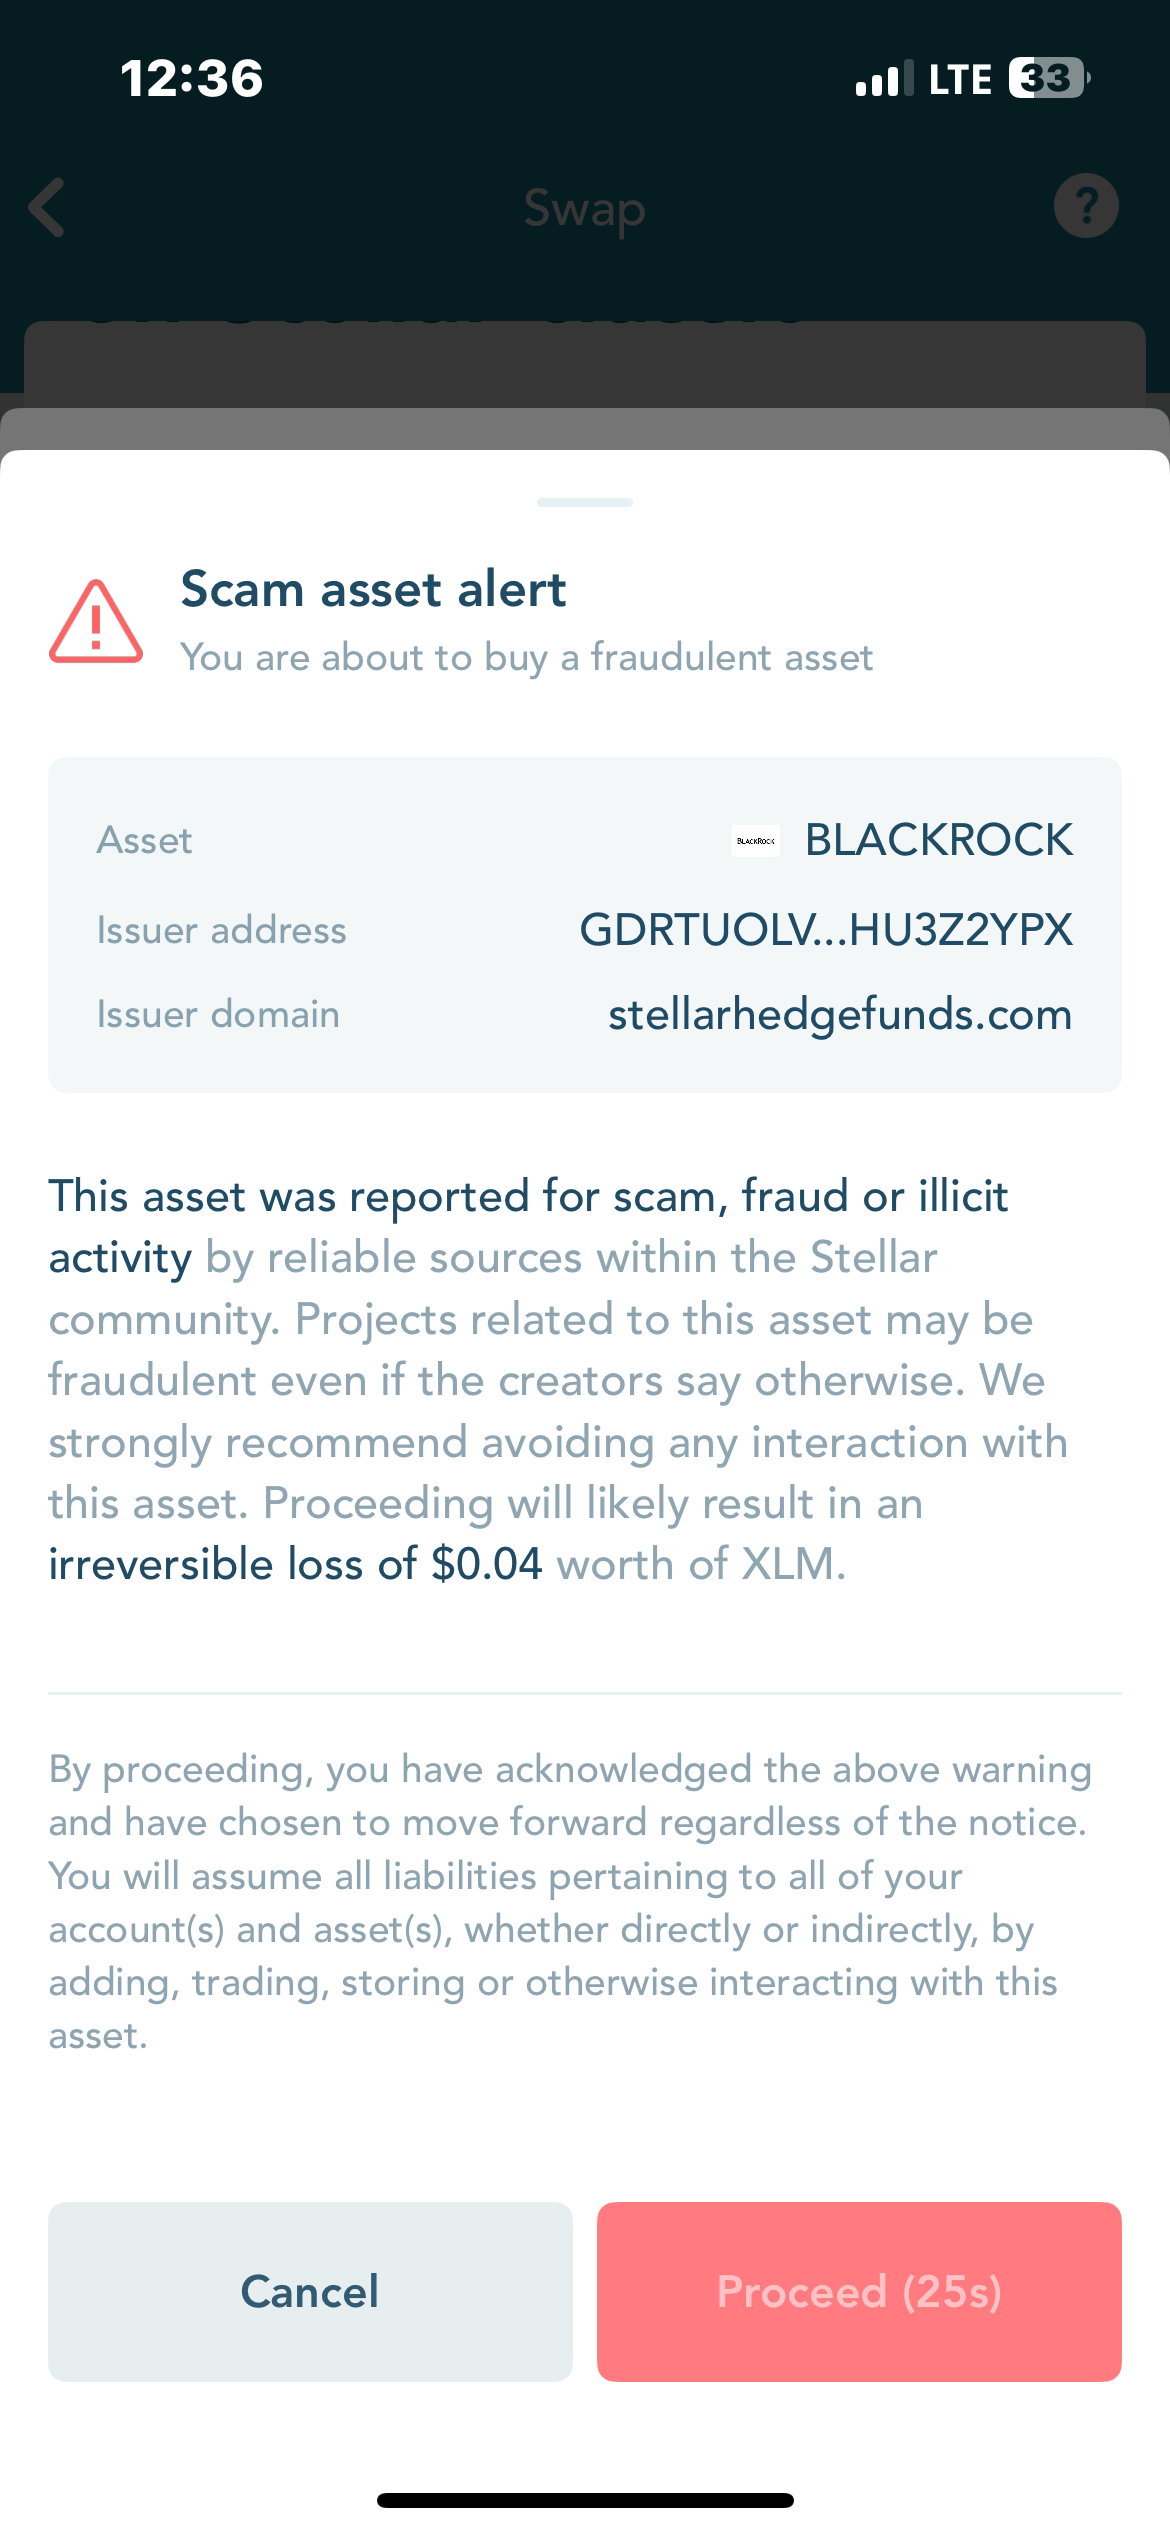 12:36
LTE 33
Swap
?
Scam asset alert
You are about to buy a fraudulent asset
Asset
BLACKROCK BLACKROCK
Issuer address
GDRTUOLV...HU3Z2YPX
Issuer domain
stellarhedgefunds.com
This asset was reported for scam, fraud or illicit
activity by reliable sources within the Stellar
community. Projects related to this asset may be
fraudulent even if the creators say otherwise. We
strongly recommend avoiding any interaction with
this asset. Proceeding will likely result in an
irreversible loss of $0.04 worth of XLM.
By proceeding, you have acknowledged the above warning
and have chosen to move forward regardless of the notice.
You will assume all liabilities pertaining to all of your
account(s) and asset(s), whether directly or indirectly, by
adding, trading, storing or otherwise interacting with this
asset.
Cancel
Proceed (25s)